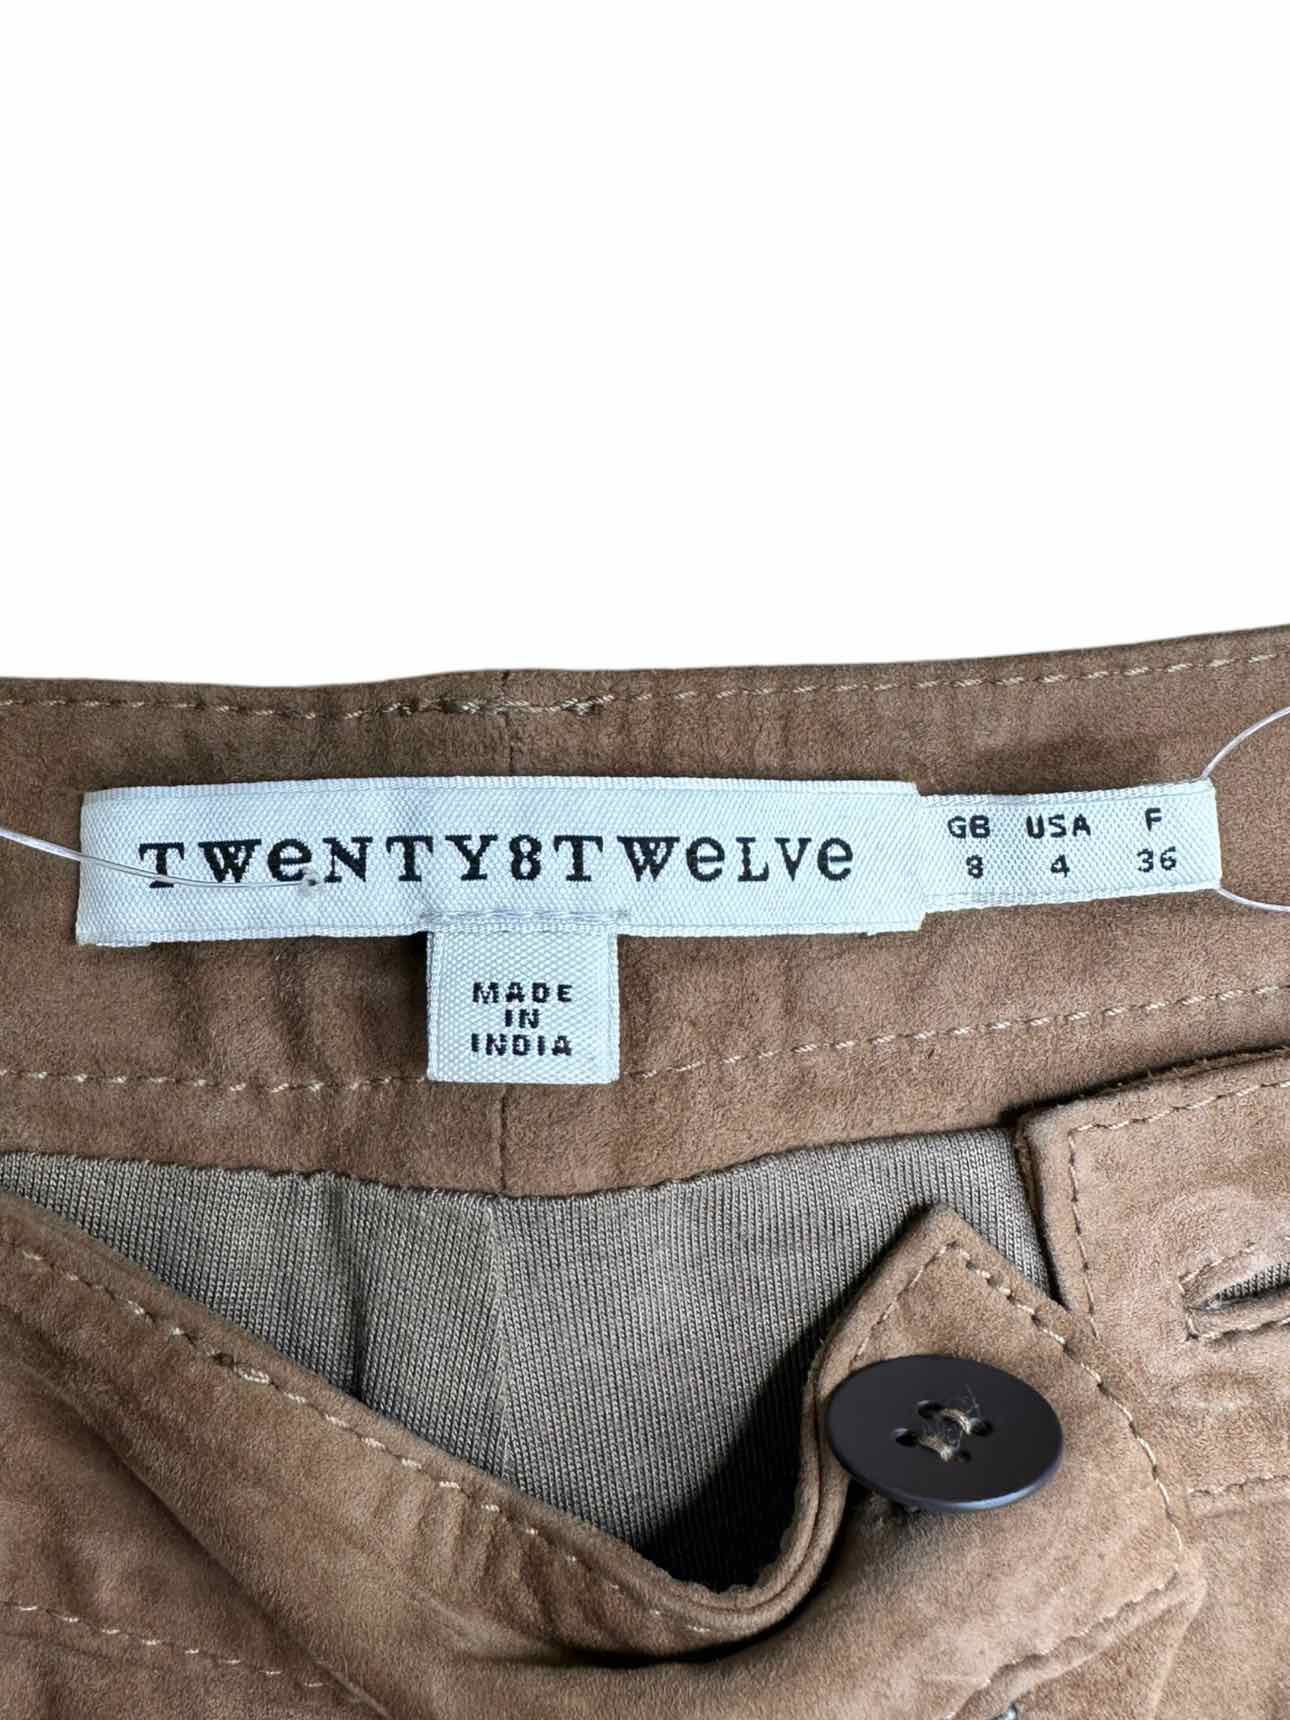 TWeNTY8TWeLVe
GB USA F
8 4 36
MADE
IN
INDIA